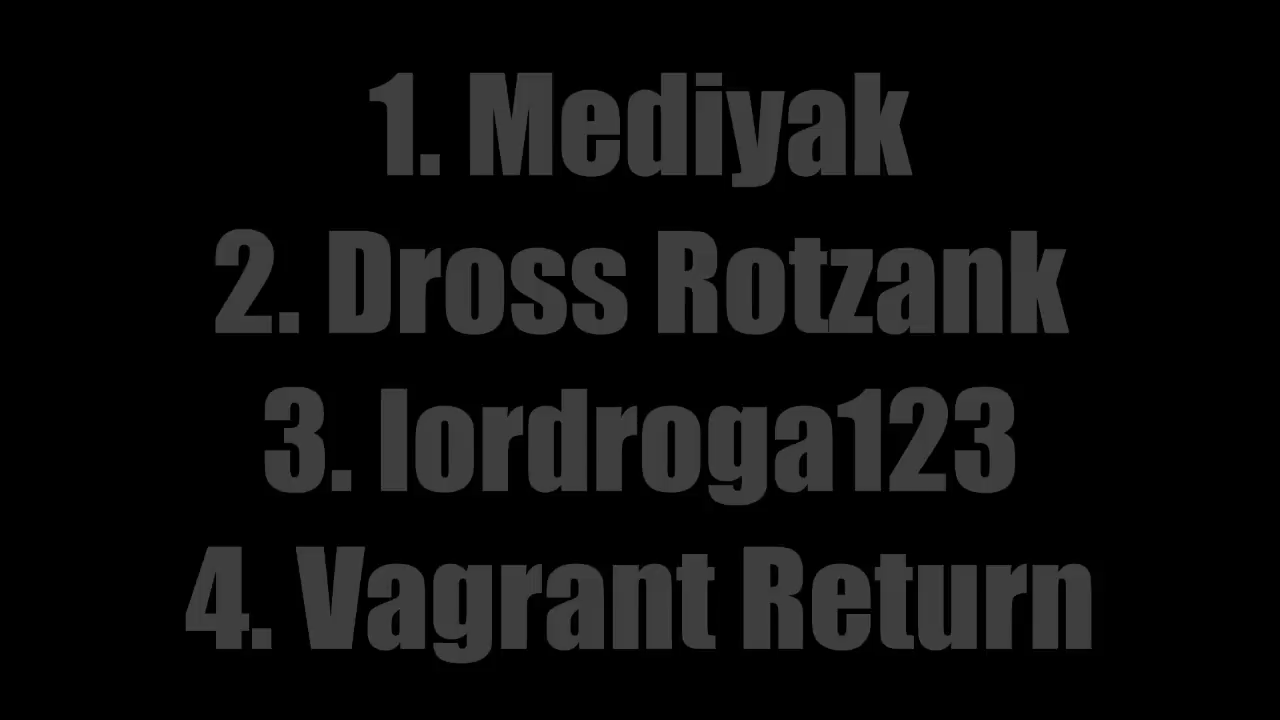 1. Mediyak
2. Dross Rotzank
3. lordroga123
4. Vagrant Return